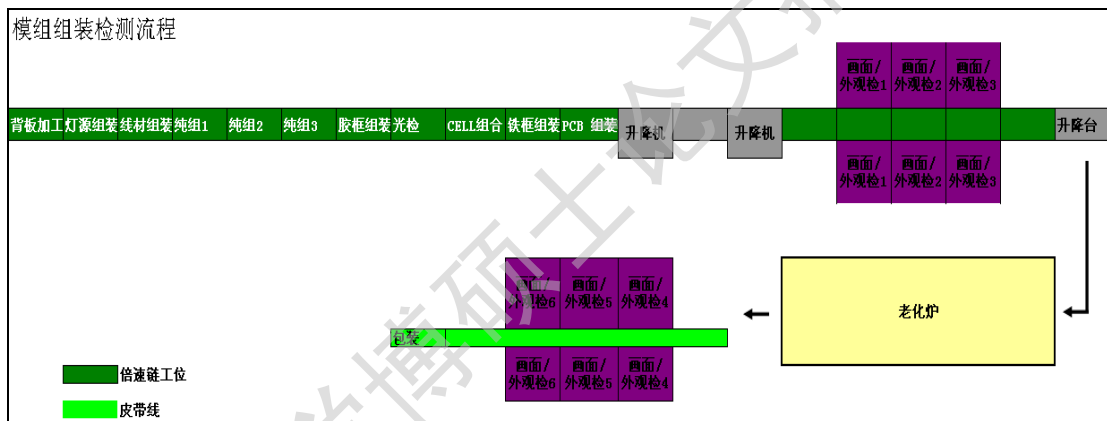 模组组装检测流程
画面/ 画面/ 画面/
外观检1 外观检2 外观检3
背板加工 灯源组装 线材组装 纯组1 纯组2 纯组3 胶框组装 光检 CELL组合 铁框组装 PCB 组装 升降机 升降机 升降台
画面/ 画面/ 画面/
外观检1 外观检2 外观检3
画面/ 画面/ 画面/
外观检6 外观检5 外观检4
老化炉
包装
画面/ 画面/ 画面/
外观检6 外观检5 外观检4
倍速链工位
皮带线
学博硕士论文